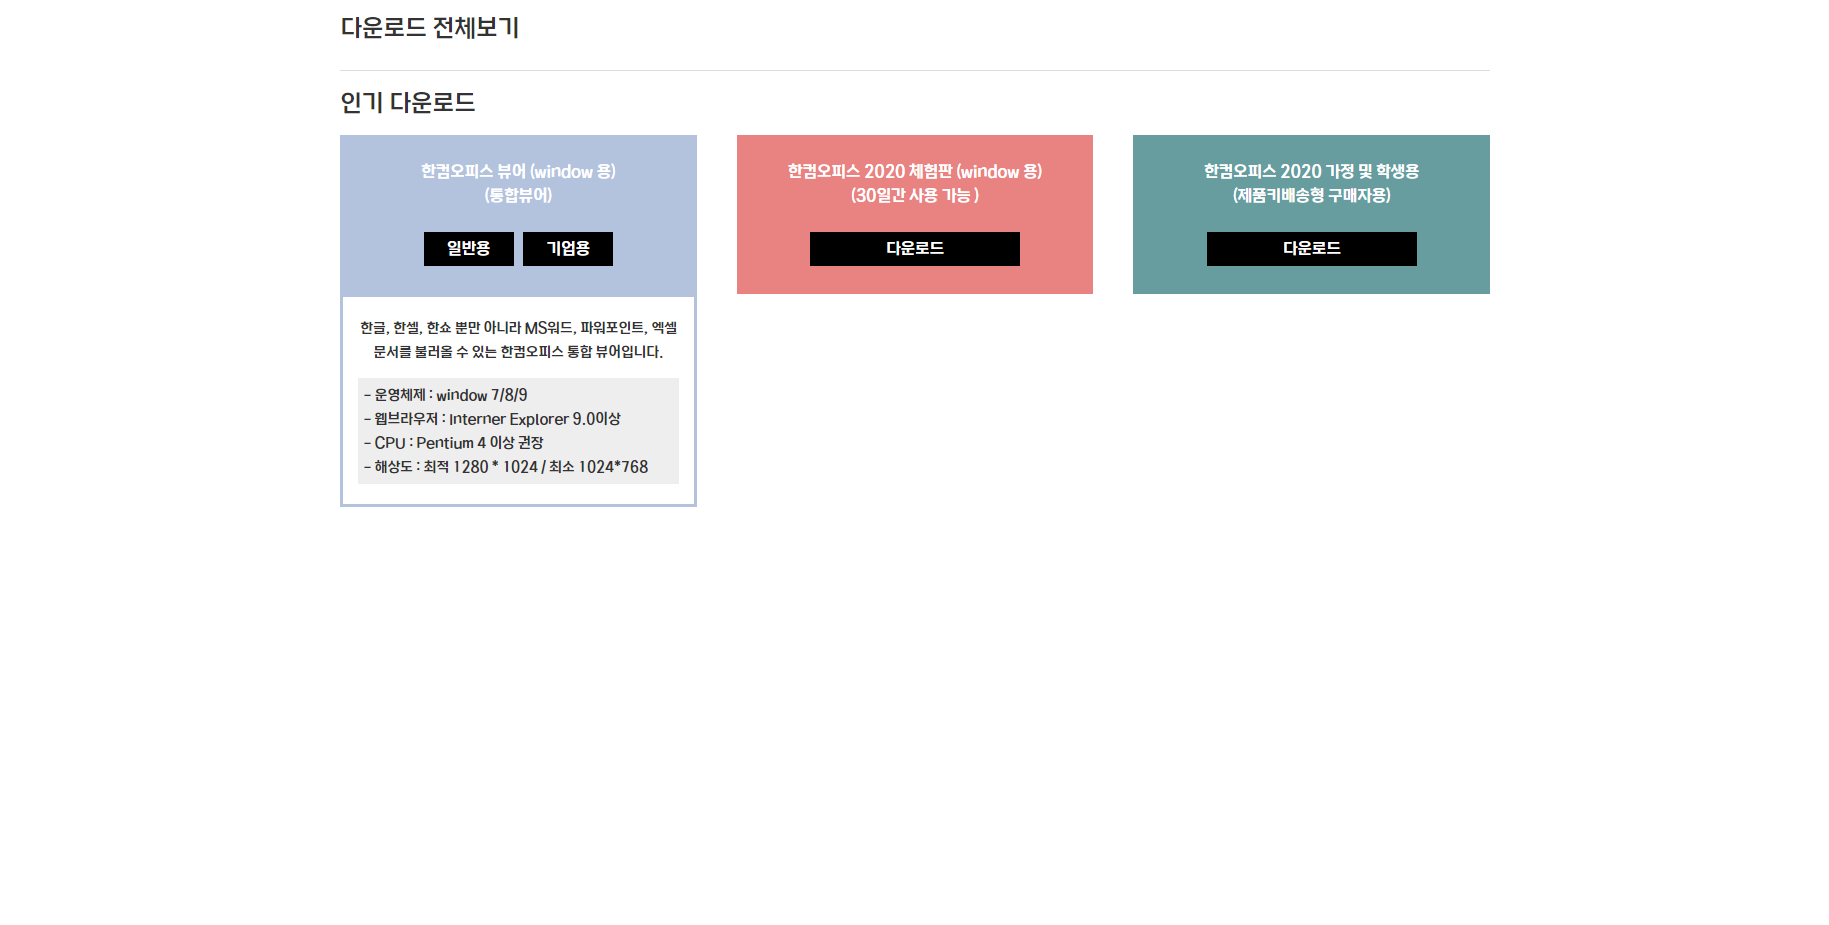 다운로드 전체보기
인기 다운로드
한컴오피스 뷰어 (window 용)
(통합뷰어)
일반용 기업용
한글, 한셀, 한쇼 뿐만 아니라 MS워드, 파워포인트, 엑셀
문서를 불러올 수 있는 한컴오피스 통합 뷰어입니다.
- 운영체제 : window 7/8/9
- 웹브라우저 : Interner Explorer 9.0이상
- CPU : Pentium 4 이상 권장
- 해상도 : 최적 1280 * 1024 / 최소 1024*768
한컴오피스 2020 체험판 (window 용)
(30일간 사용 가능 )
다운로드
한컴오피스 2020 가정 및 학생용
(제품키배송형 구매자용)
다운로드